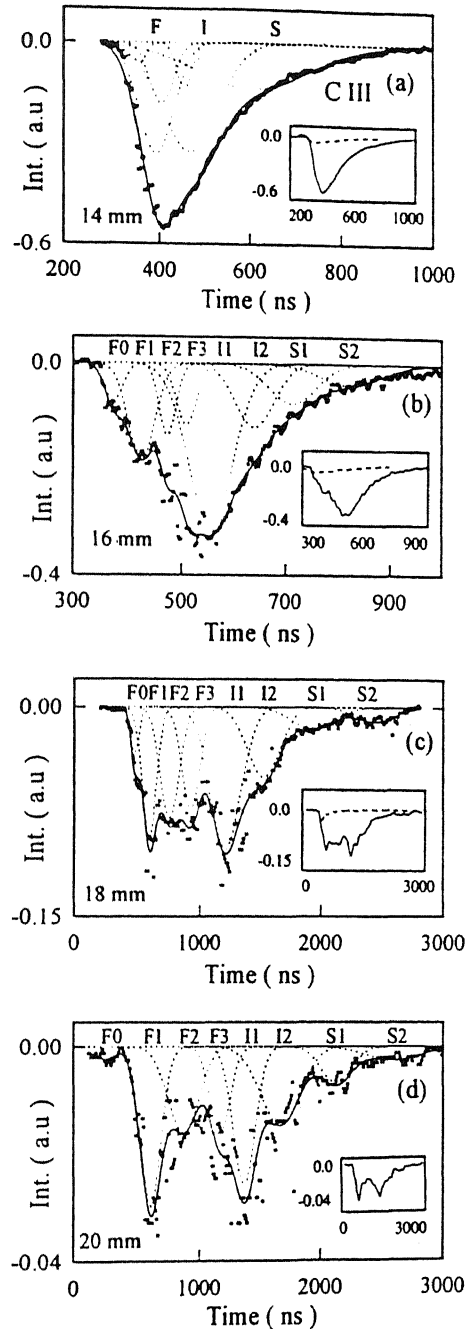 F I S
0.0
C III (a)
Int. ( a.u )
0.0
-0.6
200 600 1000
14 mm
-0.6
200 400 600 800 1000
Time ( ns )
F0 F1 F2 F3 I1 I2 S1 S2
0.0
(b)
Int. ( a.u )
0.0
-0.4
300 600 900
16 mm
-0.4
300 500 700 900
Time ( ns )
F0 F1 F2 F3 I1 I2 S1 S2
0.00
(c)
Int. ( a.u )
0.0
-0.15
0 3000
18 mm
-0.15
0 1000 2000 3000
Time ( ns )
F0 F1 F2 F3 I1 I2 S1 S2
0.00
(d)
Int. ( a.u )
0.0
-0.04
0 3000
20 mm
-0.04
0 1000 2000 3000
Time ( ns )